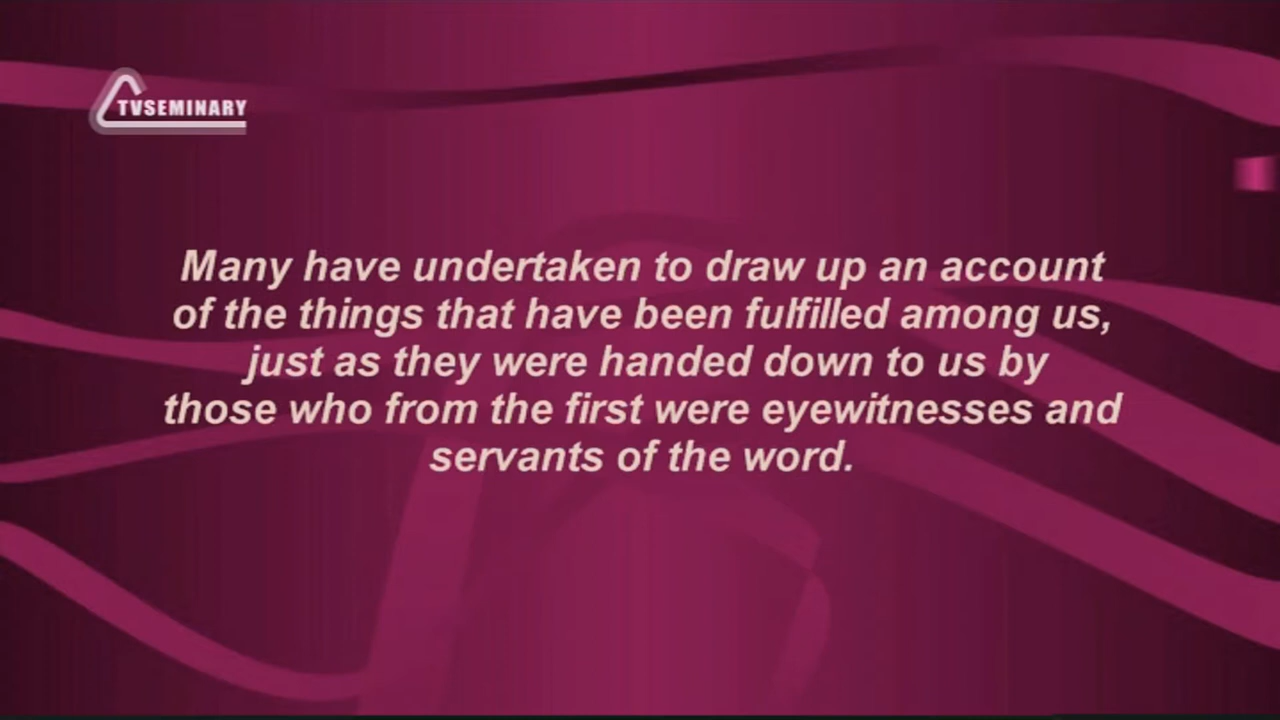 TVSEMINARY
Many have undertaken to draw up an account
of the things that have been fulfilled among us,
just as they were handed down to us by
those who from the first were eyewitnesses and
servants of the word.